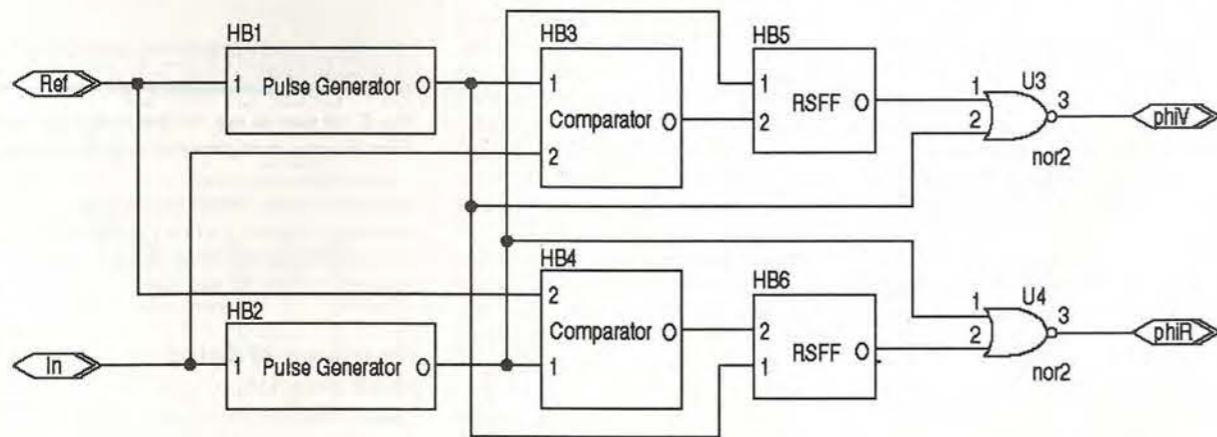 HB1
HB3
HB5
U3
Ref
1 Pulse Generator O
1
Comparator O
2
1
RSFF O
2
1
2
3
nor2
phiV
HB2
HB4
HB6
U4
In
1 Pulse Generator O
2
Comparator O
1
2
RSFF O
1
1
2
3
nor2
phiR